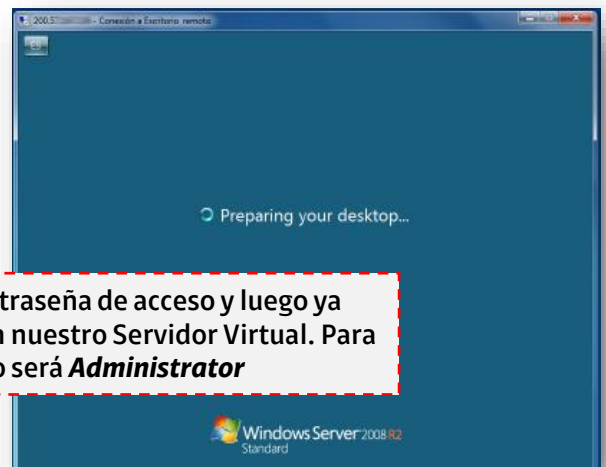 200.5 - Conexión a Escritorio remoto
ES
Preparing your desktop...
traseña de acceso y luego ya
n nuestro Servidor Virtual. Para
o será Administrator
Windows Server 2008 R2
Standard